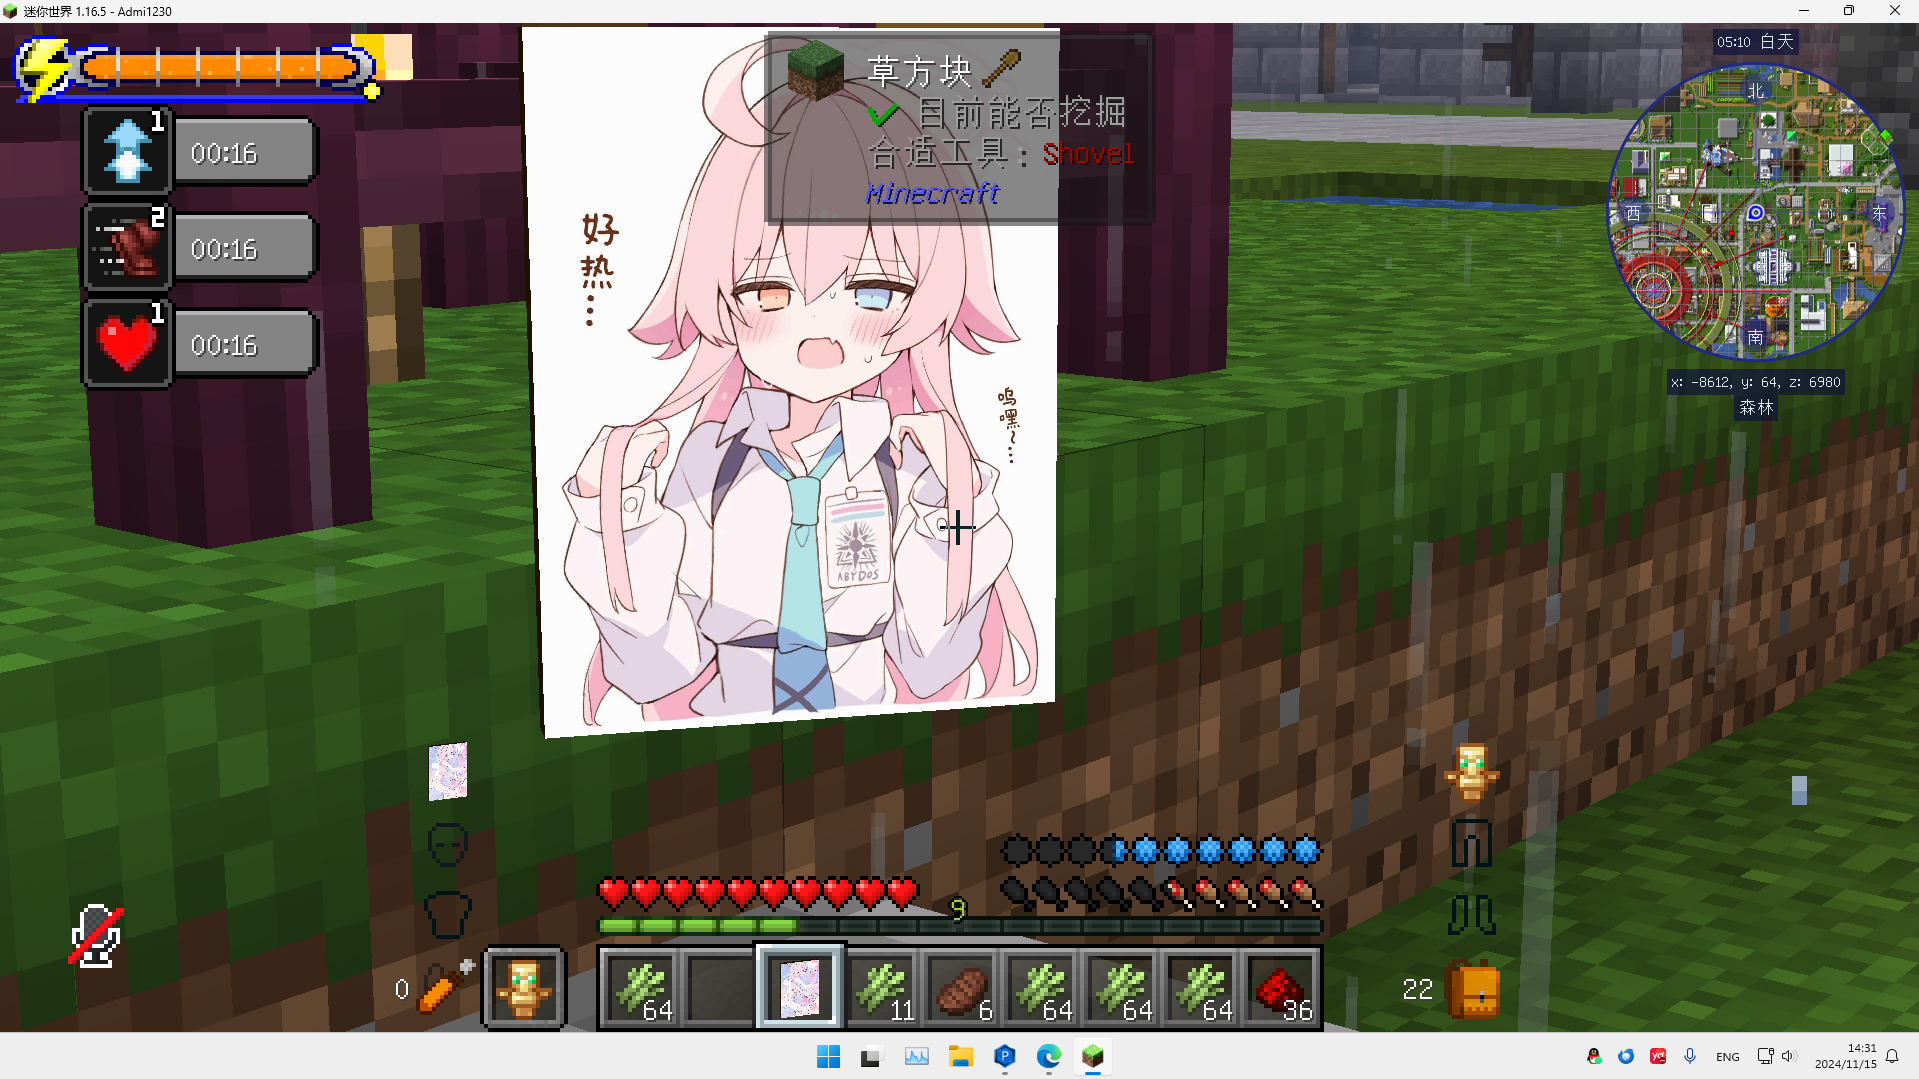 迷你世界 1.16.5 - Admi1230
1
00:16
2
00:16
1
00:16
草方块
目前能否挖掘
合适工具：Shovel
Minecraft
好热…
呜嘿~…
ABYDOS
05:10 白天
北
西
东
南
x: -8612, y: 64, z: 6980
森林
9
0
64
11
6
64
64
64
36
22
ENG
14:31
2024/11/15